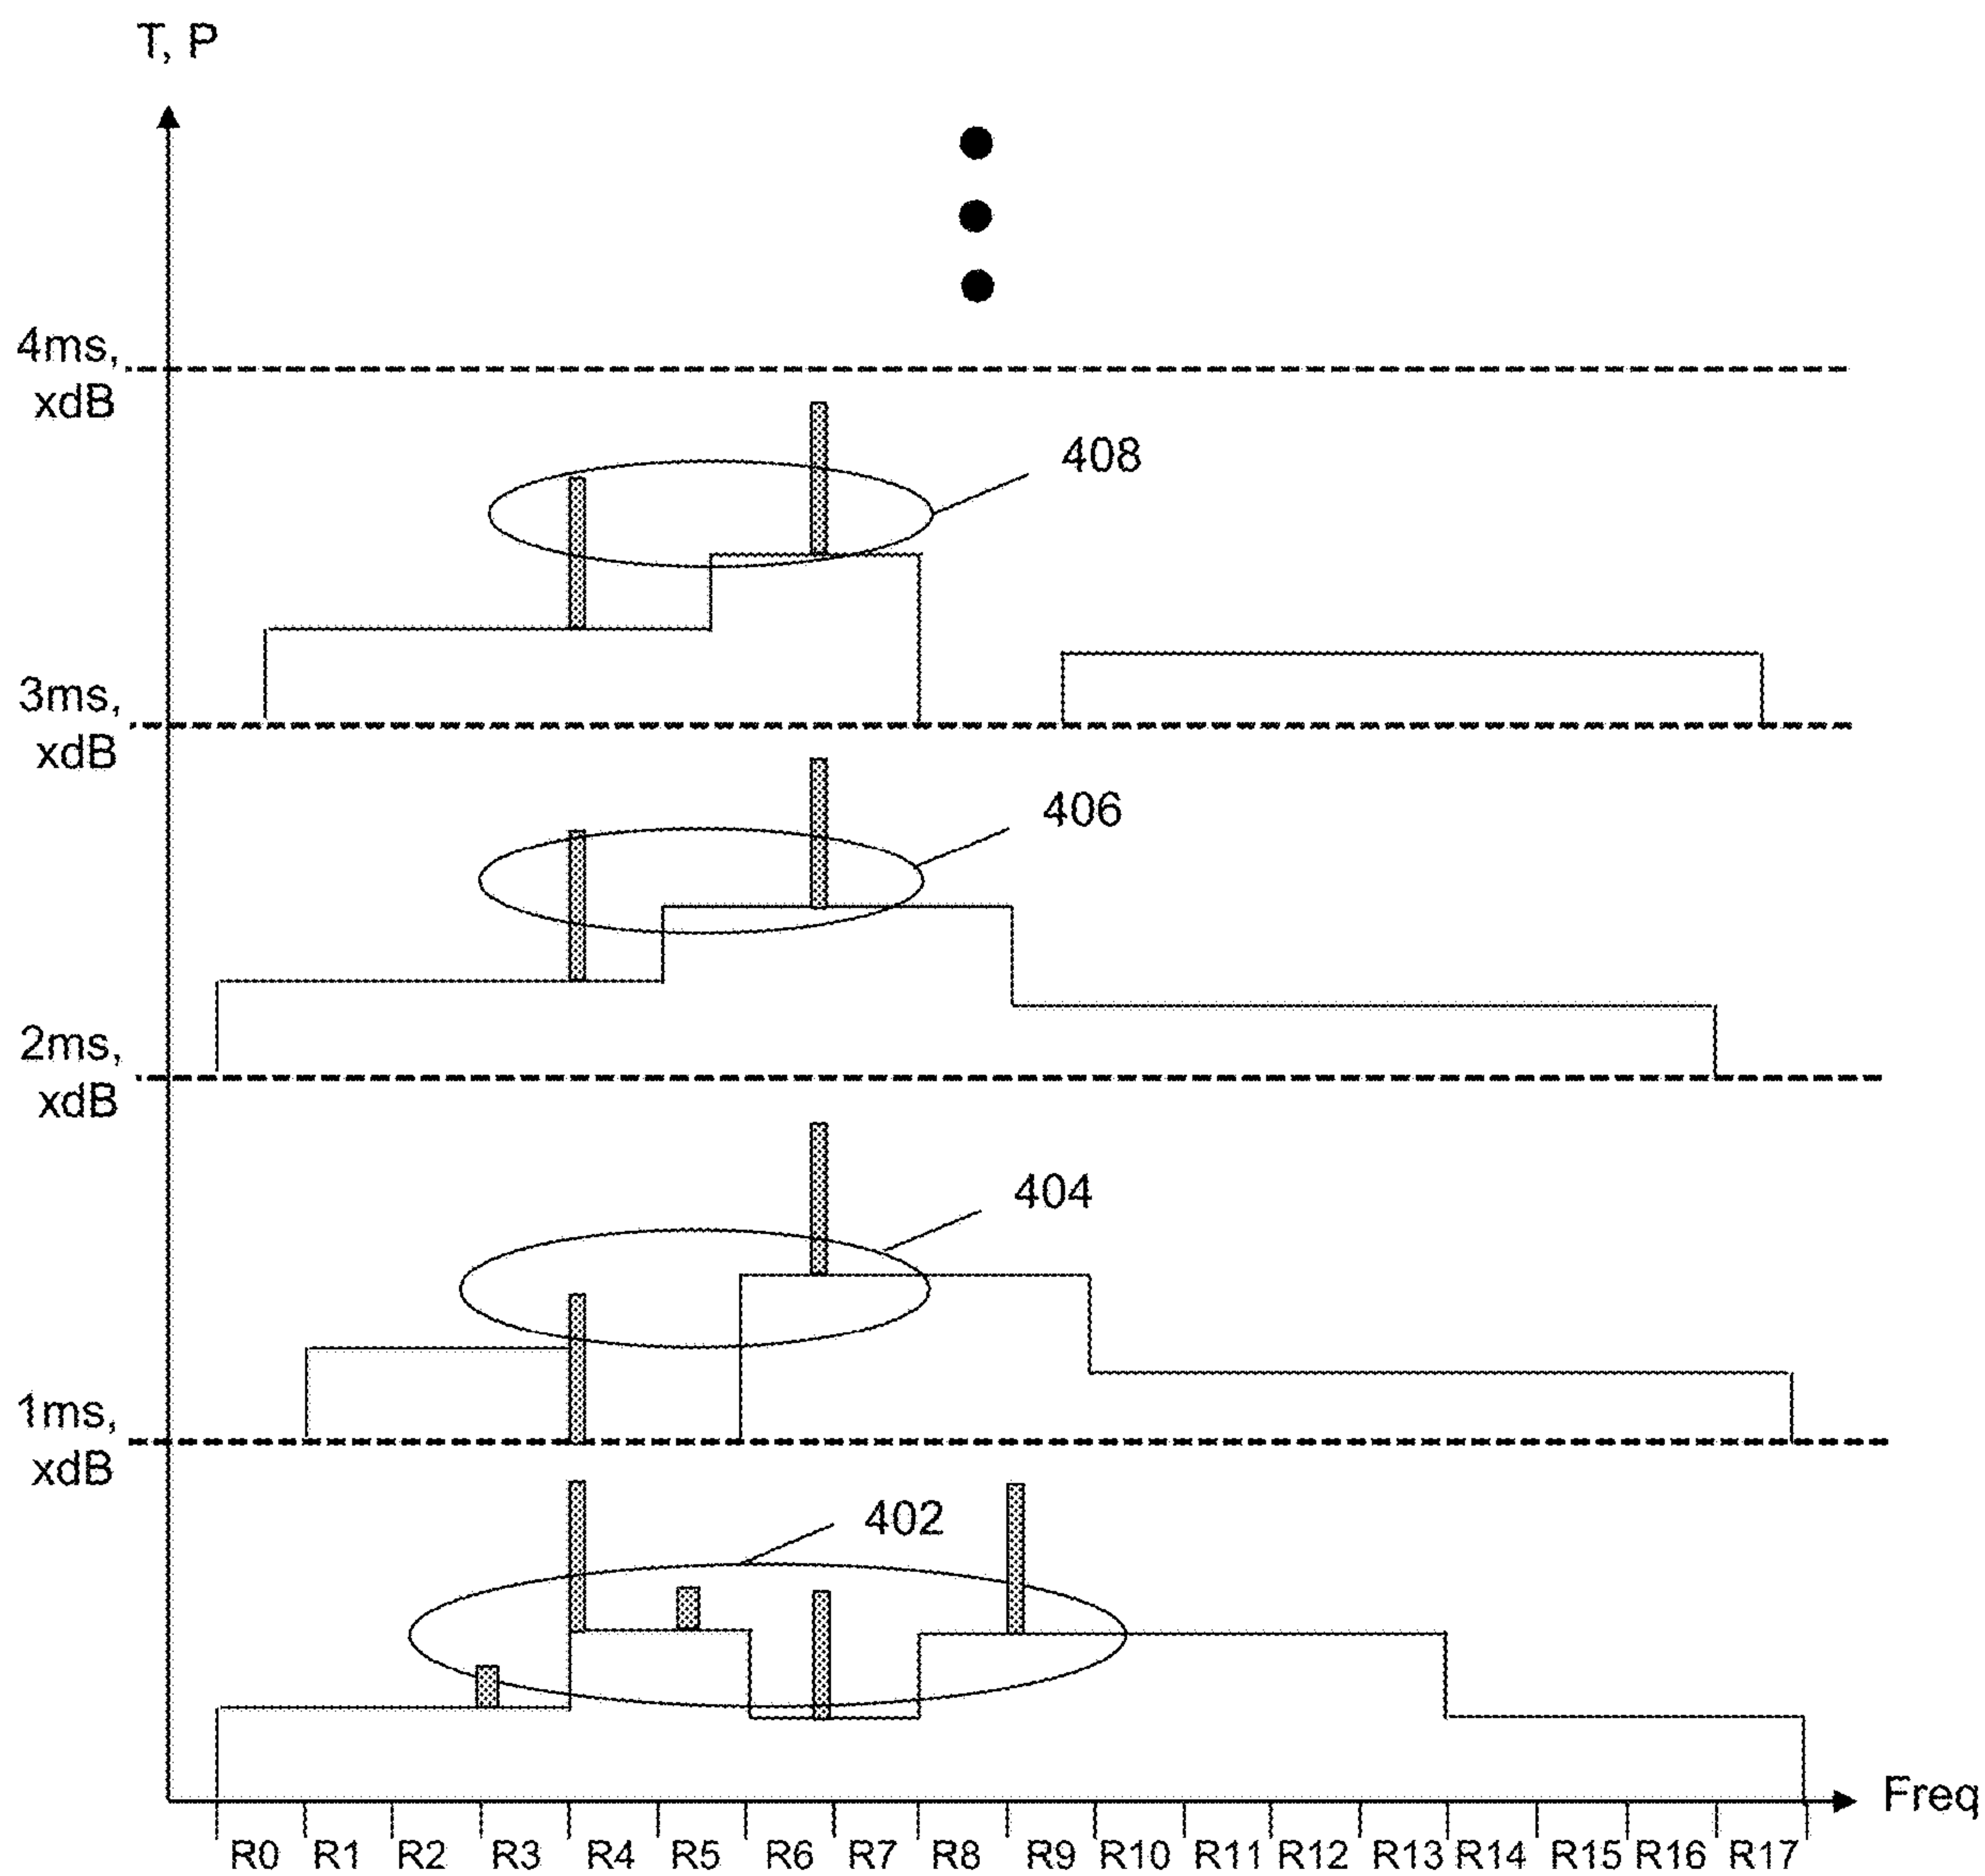 T, P
4ms,
xdB
408
3ms,
xdB
406
2ms,
xdB
404
1ms,
xdB
402
Freq
R0 R1 R2 R3 R4 R5 R6 R7 R8 R9 R10 R11 R12 R13 R14 R15 R16 R17